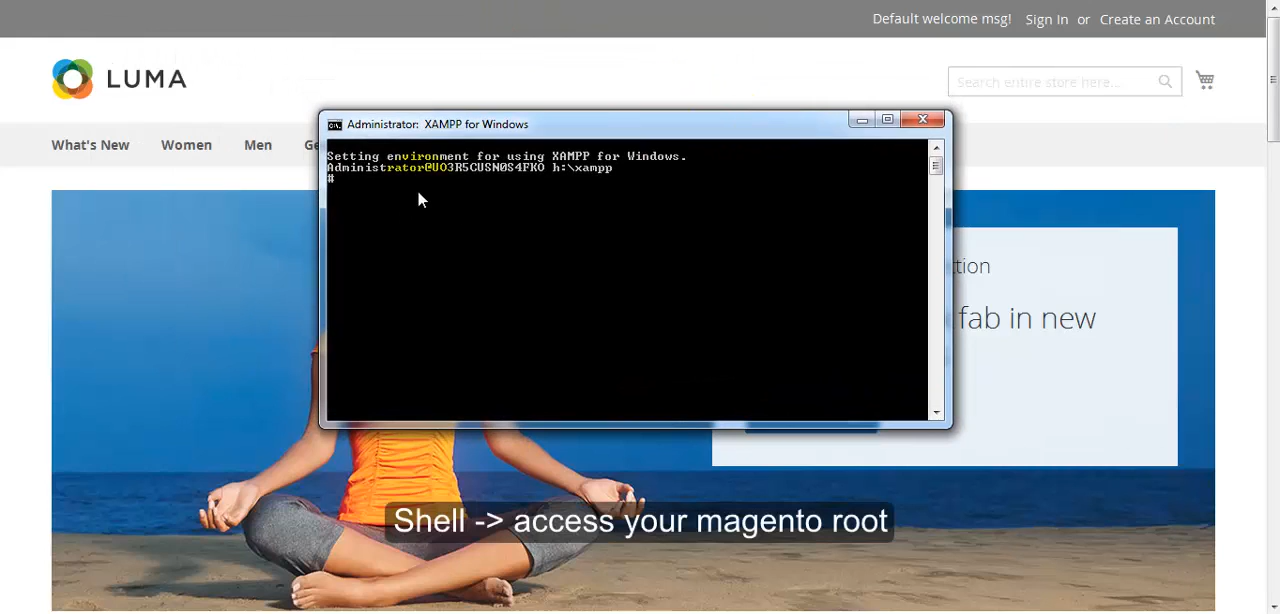 Default welcome msg! Sign In or Create an Account
LUMA
Search entire store here...
What's New Women Men Ge
Administrator: XAMPP for Windows
Setting environment for using XAMPP for Windows.
Administrator@UO3R5CUSN0S4FKO h:\xampp
#
ction
fab in new
Shell -> access your magento root